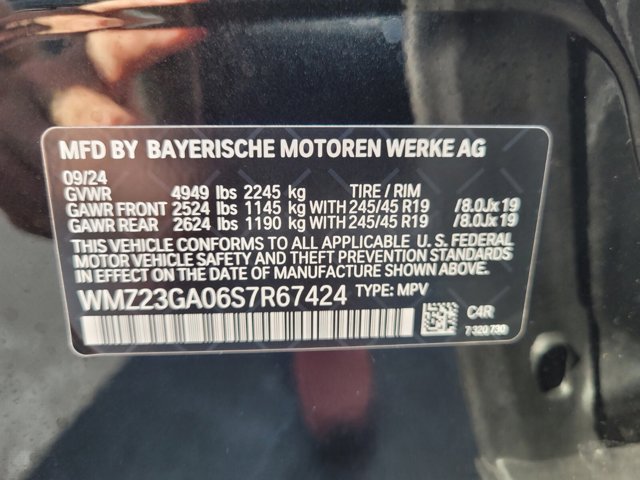 MFD BY BAYERISCHE MOTOREN WERKE AG
09/24
GVWR 4949 lbs 2245 kg TIRE / RIM
GAWR FRONT 2524 lbs 1145 kg WITH 245/45 R19 /8.0Jx19
GAWR REAR 2624 lbs 1190 kg WITH 245/45 R19 /8.0Jx 19
THIS VEHICLE CONFORMS TO ALL APPLICABLE U.S. FEDERAL
MOTOR VEHICLE SAFETY AND THEFT PREVENTION STANDARDS
IN EFFECT ON THE DATE OF MANUFACTURE SHOWN ABOVE.
WMZ23GA06S7R67424 TYPE: MPV
C4R
7 320 730